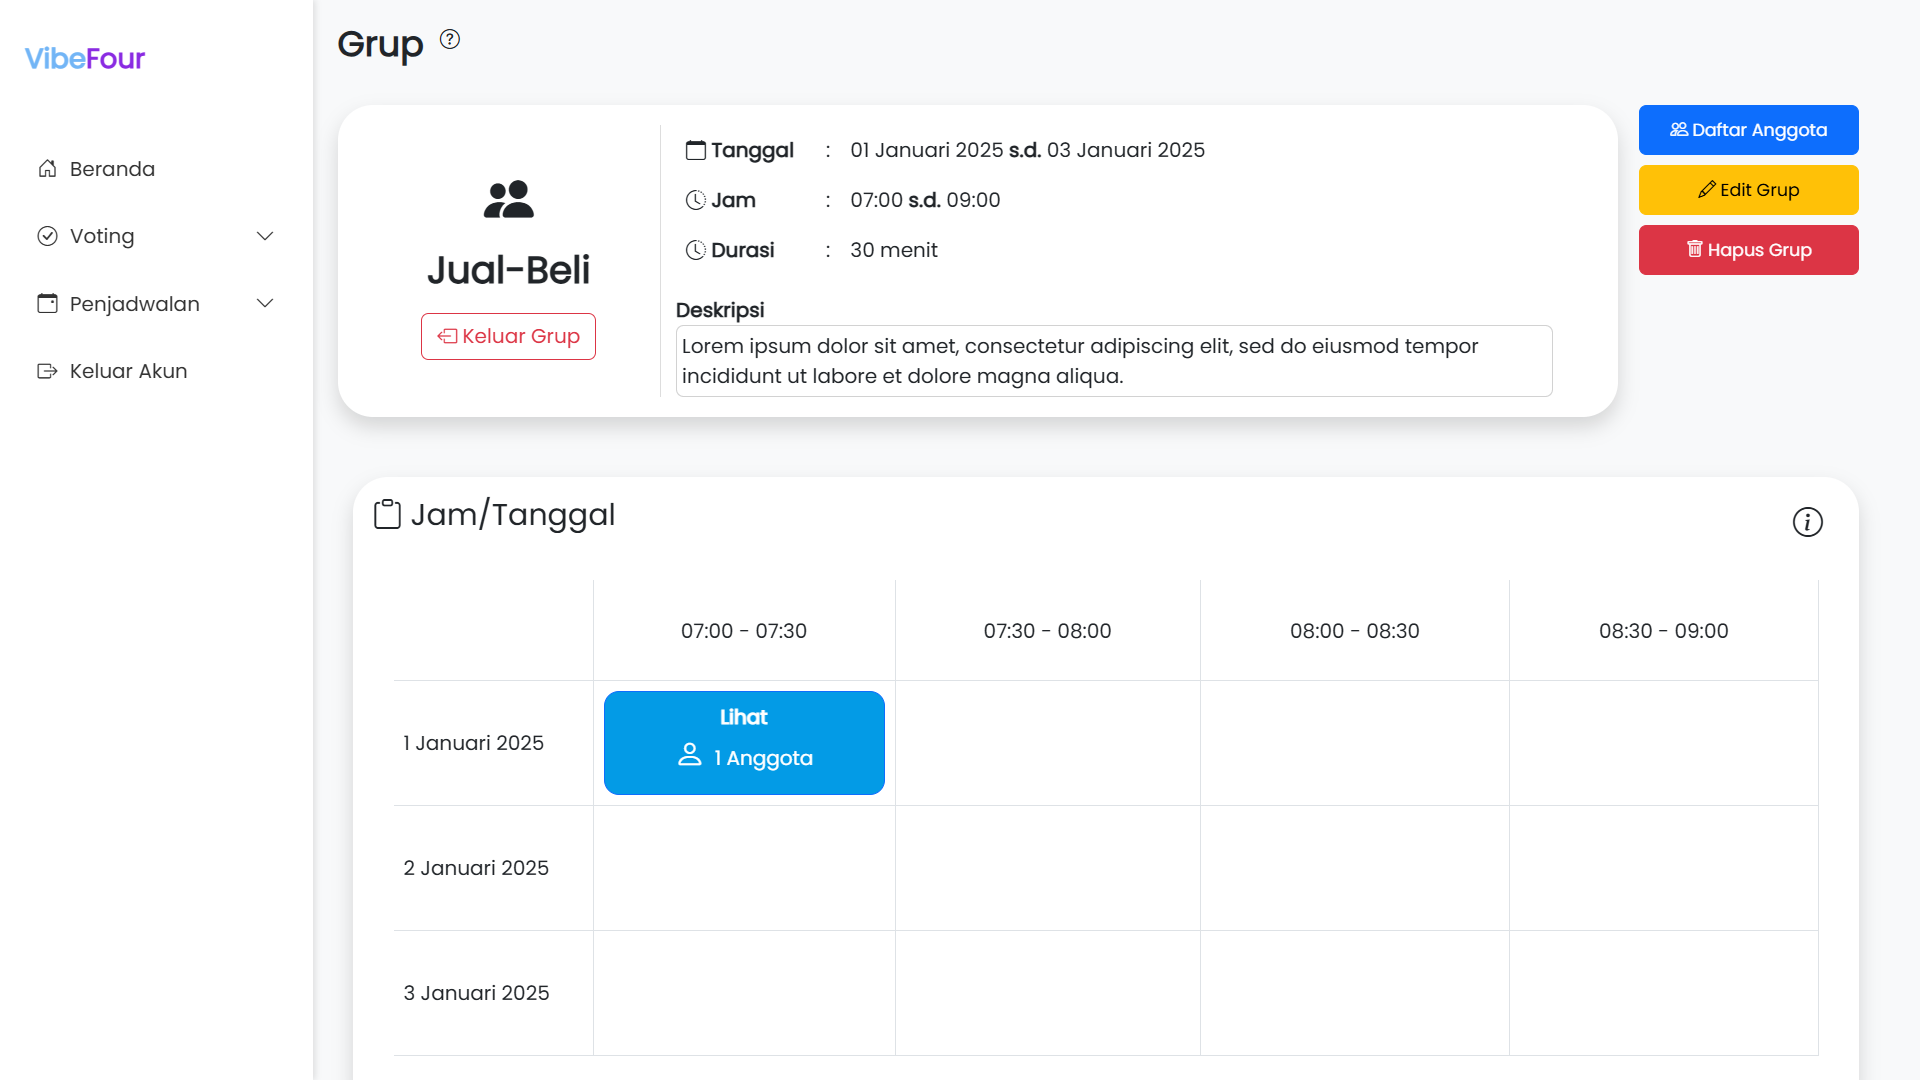 VibeFour
Beranda
Voting
Penjadwalan
Keluar Akun
Grup
Jual-Beli
Keluar Grup
Tanggal : 01 Januari 2025 s.d. 03 Januari 2025
Jam : 07:00 s.d. 09:00
Durasi : 30 menit
Deskripsi
Lorem ipsum dolor sit amet, consectetur adipiscing elit, sed do eiusmod tempor
incididunt ut labore et dolore magna aliqua.
Daftar Anggota
Edit Grup
Hapus Grup
Jam/Tanggal
07:00 - 07:30 07:30 - 08:00 08:00 - 08:30 08:30 - 09:00
1 Januari 2025
Lihat
1 Anggota
2 Januari 2025
3 Januari 2025